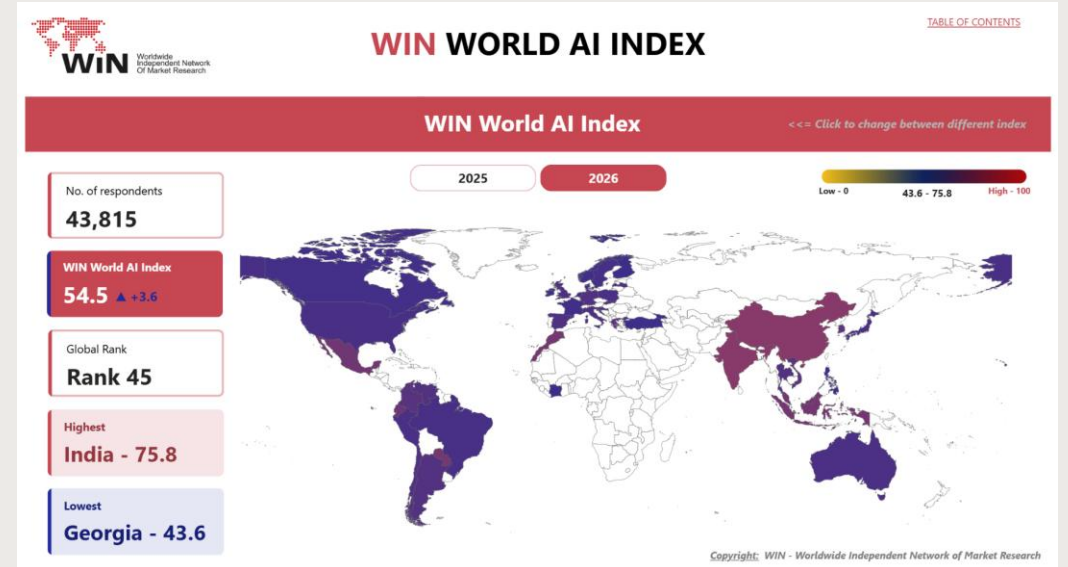 TABLE OF CONTENTS
WiN
Worldwide
Independent Network
Of Market Research
WIN WORLD AI INDEX
WIN World AI Index
<<= Click to change between different index
2025
2026
Low - 0
43.6 - 75.8
High - 100
No. of respondents
43,815
WIN World AI Index
54.5 ▲ +3.6
Global Rank
Rank 45
Highest
India - 75.8
Lowest
Georgia - 43.6
Copyright: WIN - Worldwide Independent Network of Market Research